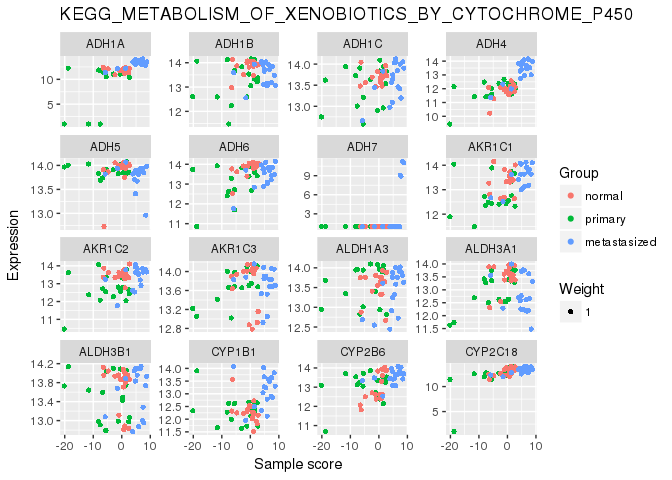 KEGG_METABOLISM_OF_XENOBIOTICS_BY_CYTOCHROME_P450
ADH1A ADH1B ADH1C ADH4
10 5
14 13 12
14.0 13.5 13.0
14 13 12 11 10
ADH5 ADH6 ADH7 AKR1C1
14.0 13.5 13.0
14 13 12 11
9 6 3
14 13 12
AKR1C2 AKR1C3 ALDH1A3 ALDH3A1
14 13 12 11
14.0 13.6 13.2 12.8
14.0 13.5 13.0 12.5
14.0 13.5 13.0 12.5 12.0 11.5
ALDH3B1 CYP1B1 CYP2B6 CYP2C18
14.2 13.8 13.4 13.0
14.0 13.5 13.0 12.5 12.0 11.5
14 13 12 11
10 5
-20 -10 0 10 -20 -10 0 10 -20 -10 0 10 -20 -10 0 10
Sample score
Expression
Group
normal
primary
metastasized
Weight
1